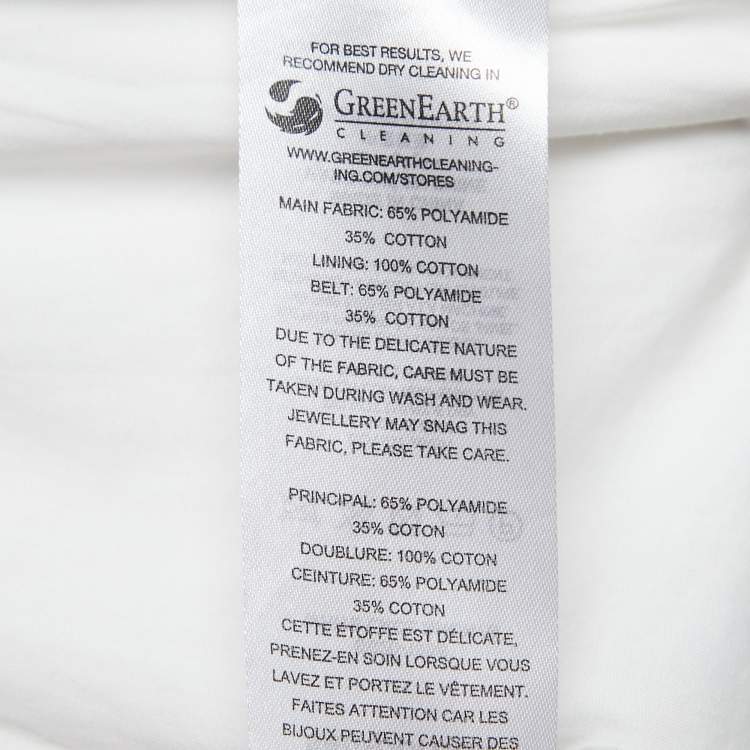 FOR BEST RESULTS, WE
RECOMMEND DRY CLEANING IN
GREENEARTH®
CLEANING
WWW.GREENEARTHCLEANING-
ING.COM/STORES
MAIN FABRIC: 65% POLYAMIDE
35% COTTON
LINING: 100% COTTON
BELT: 65% POLYAMIDE
35% COTTON
DUE TO THE DELICATE NATURE
OF THE FABRIC, CARE MUST BE
TAKEN DURING WASH AND WEAR.
JEWELLERY MAY SNAG THIS
FABRIC, PLEASE TAKE CARE.
PRINCIPAL: 65% POLYAMIDE
35% COTON
DOUBLURE: 100% COTON
CEINTURE: 65% POLYAMIDE
35% COTON
CETTE ÉTOFFE EST DÉLICATE,
PRENEZ-EN SOIN LORSQUE VOUS
LAVEZ ET PORTEZ LE VÊTEMENT.
FAITES ATTENTION CAR LES
BIJOUX PEUVENT CAUSER DES